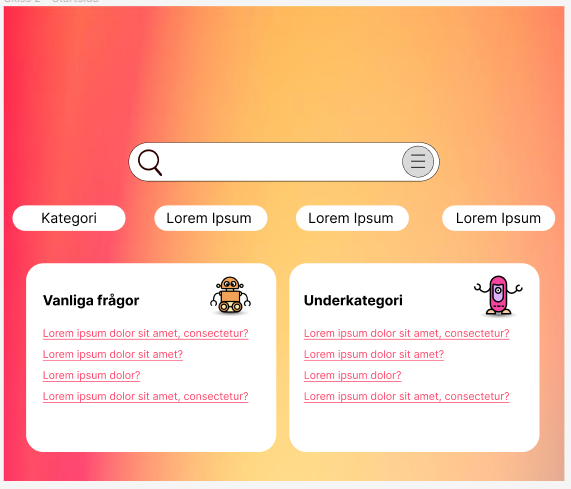 Skiss 2 - Startsida
Kategori
Lorem Ipsum
Lorem Ipsum
Lorem Ipsum
Vanliga frågor
Lorem ipsum dolor sit amet, consectetur?
Lorem ipsum dolor sit amet?
Lorem ipsum dolor?
Lorem ipsum dolor sit amet, consectetur?
Underkategori
Lorem ipsum dolor sit amet, consectetur?
Lorem ipsum dolor sit amet?
Lorem ipsum dolor?
Lorem ipsum dolor sit amet, consectetur?